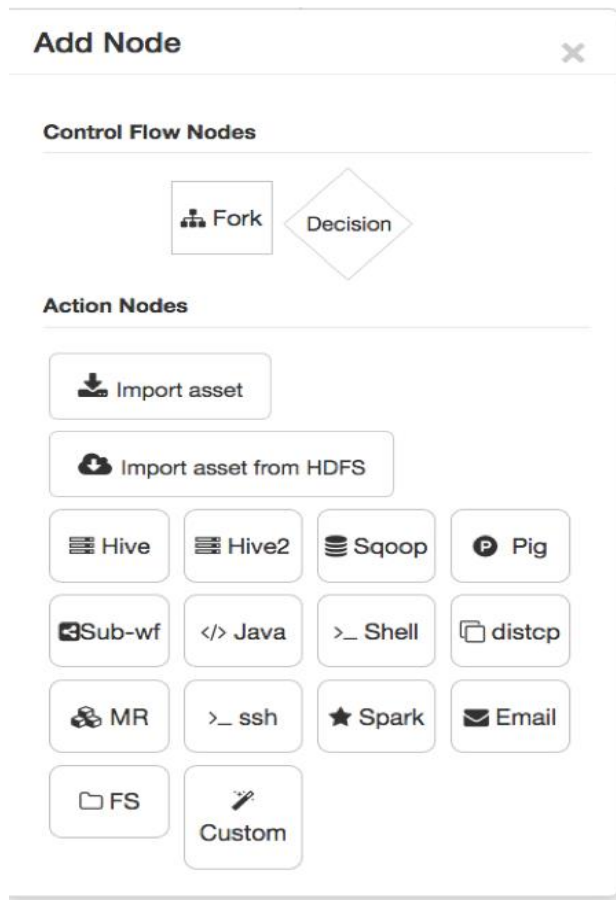 Add Node
Control Flow Nodes
Fork
Decision
Action Nodes
Import asset
Import asset from HDFS
Hive
Hive2
Sqoop
Pig
Sub-wf
</> Java
>_ Shell
distcp
MR
>_ ssh
Spark
Email
FS
Custom